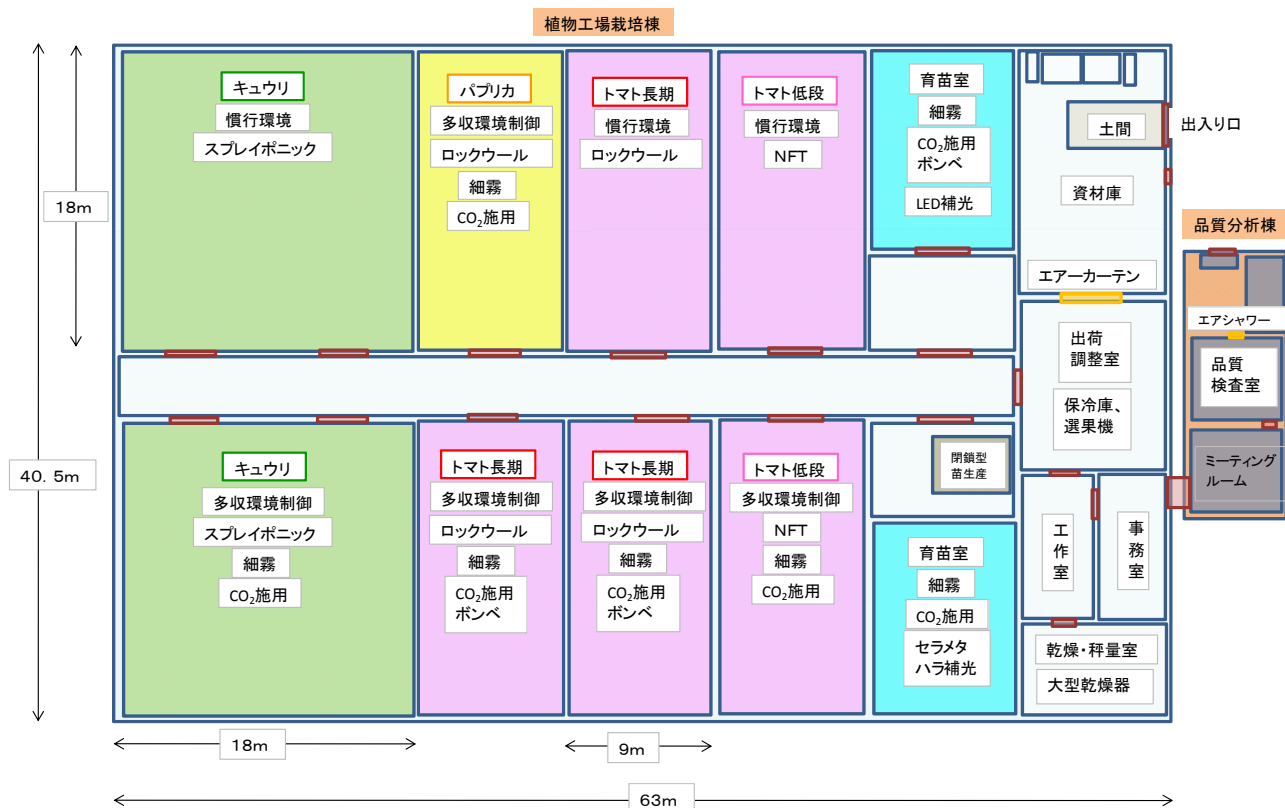 植物工場栽培棟
キュウリ
慣行環境
スプレイポニック
パプリカ
多収環境制御
ロックウール
細霧
CO₂施用
トマト長期
慣行環境
ロックウール
トマト低段
慣行環境
NFT
育苗室
細霧
CO₂施用
ボンベ
LED補光
土間
出入り口
資材庫
エアーカーテン
18m
品質分析棟
エアシャワー
品質
検査室
ミーティング
ルーム
出荷
調整室
保冷庫、
選果機
40.5m
キュウリ
多収環境制御
スプレイポニック
細霧
CO₂施用
トマト長期
多収環境制御
ロックウール
細霧
CO₂施用
ボンベ
トマト長期
多収環境制御
ロックウール
細霧
CO₂施用
ボンベ
トマト低段
多収環境制御
NFT
細霧
CO₂施用
閉鎖型
苗生産
育苗室
細霧
CO₂施用
セラメタ
ハラ補光
工作室
事務室
乾燥・秤量室
大型乾燥器
18m
9m
63m